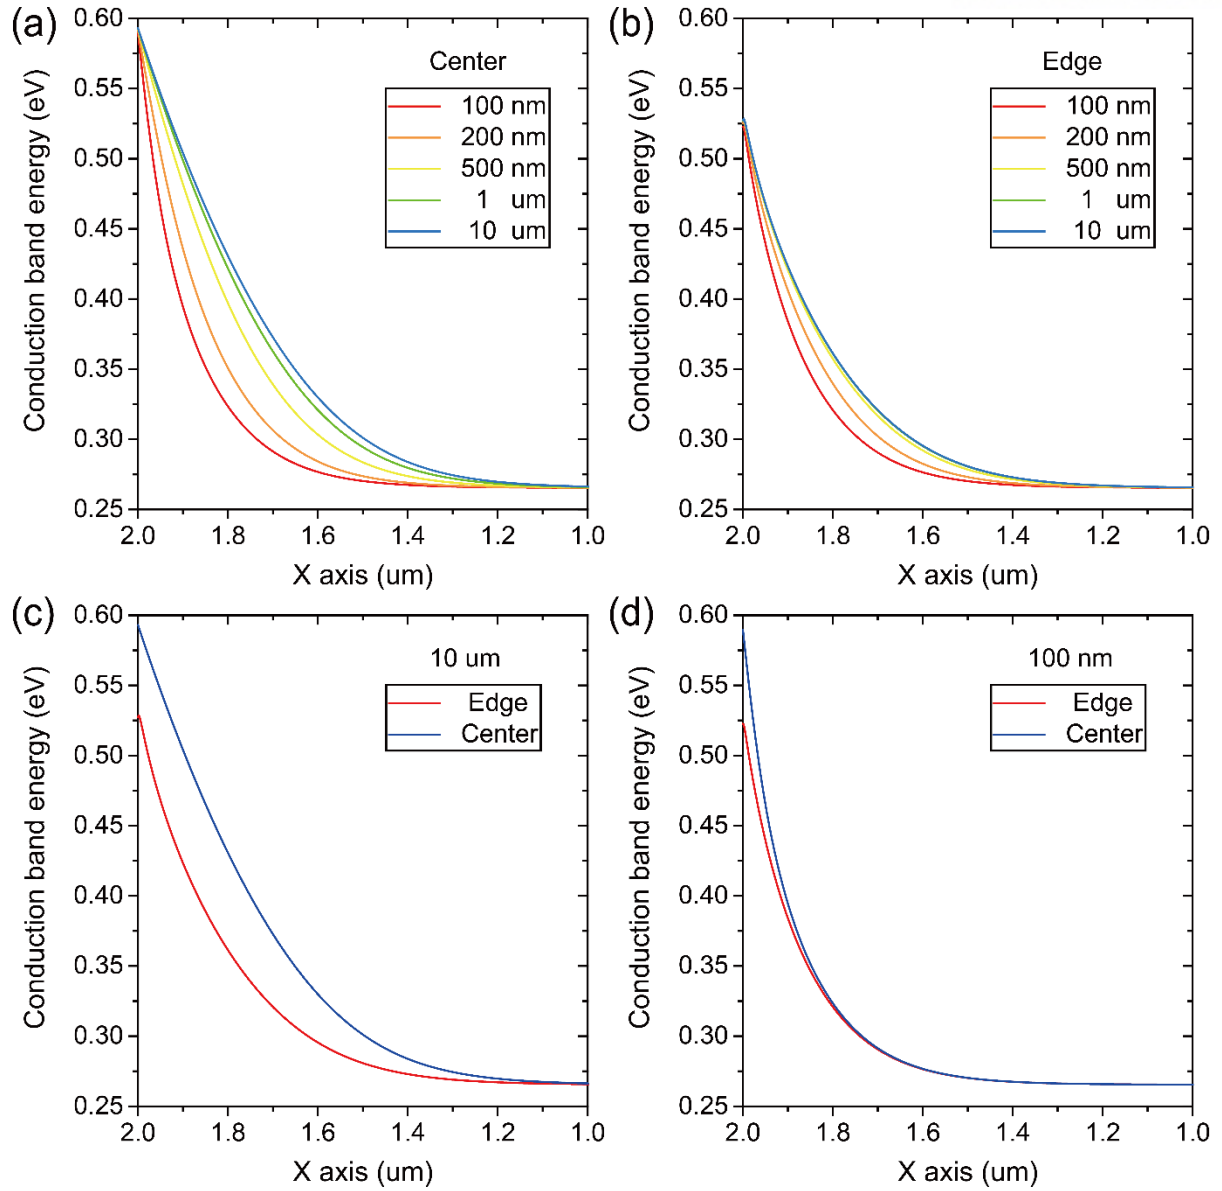 (a)
Center
100 nm
200 nm
500 nm
1 um
10 um
0.60
0.55
0.50
0.45
0.40
0.35
0.30
0.25
Conduction band energy (eV)
2.0 1.8 1.6 1.4 1.2 1.0
X axis (um)
(b)
Edge
100 nm
200 nm
500 nm
1 um
10 um
0.60
0.55
0.50
0.45
0.40
0.35
0.30
0.25
Conduction band energy (eV)
2.0 1.8 1.6 1.4 1.2 1.0
X axis (um)
(c)
10 um
Edge
Center
0.60
0.55
0.50
0.45
0.40
0.35
0.30
0.25
Conduction band energy (eV)
2.0 1.8 1.6 1.4 1.2 1.0
X axis (um)
(d)
100 nm
Edge
Center
0.60
0.55
0.50
0.45
0.40
0.35
0.30
0.25
Conduction band energy (eV)
2.0 1.8 1.6 1.4 1.2 1.0
X axis (um)